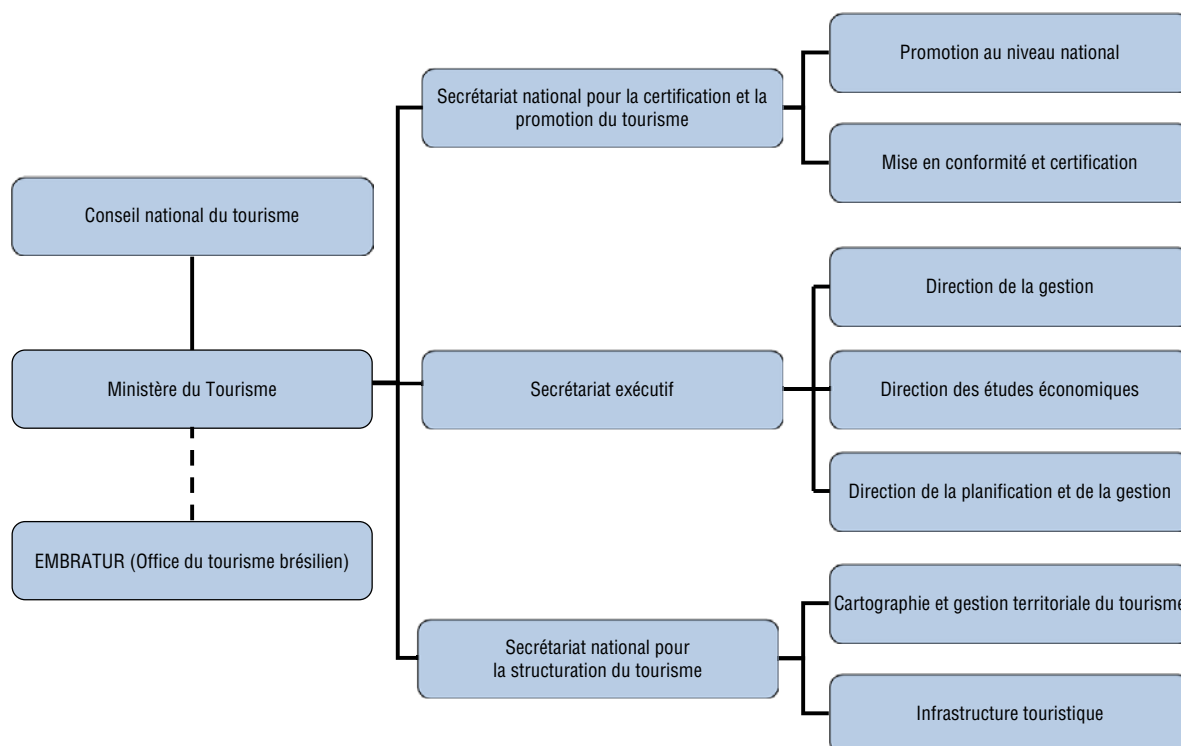 Conseil national du tourisme
Ministère du Tourisme
EMBRATUR (Office du tourisme brésilien)
Secrétariat national pour la certification et la
promotion du tourisme
Secrétariat exécutif
Secrétariat national pour
la structuration du tourisme
Promotion au niveau national
Mise en conformité et certification
Direction de la gestion
Direction des études économiques
Direction de la planification et de la gestion
Cartographie et gestion territoriale du tourisme
Infrastructure touristique